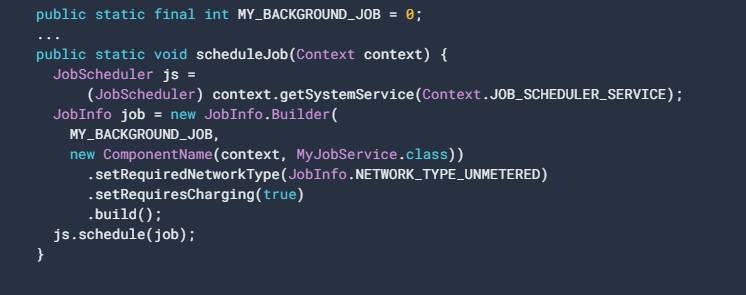 public static final int MY_BACKGROUND_JOB = 0;
...
public static void scheduleJob(Context context) {
  JobScheduler js =
      (JobScheduler) context.getSystemService(Context.JOB_SCHEDULER_SERVICE);
  JobInfo job = new JobInfo.Builder(
    MY_BACKGROUND_JOB,
    new ComponentName(context, MyJobService.class))
      .setRequiredNetworkType(JobInfo.NETWORK_TYPE_UNMETERED)
      .setRequiresCharging(true)
      .build();
  js.schedule(job);
}